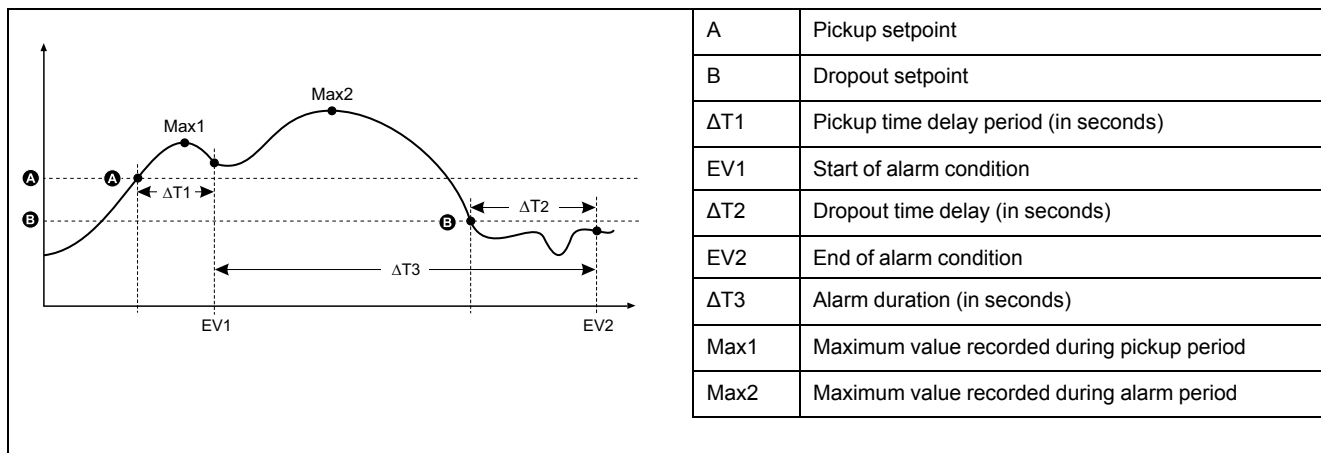 Max2
Max1
A A
ΔT1
B B ΔT2
ΔT3
EV1 EV2
A Pickup setpoint
B Dropout setpoint
ΔT1 Pickup time delay period (in seconds)
EV1 Start of alarm condition
ΔT2 Dropout time delay (in seconds)
EV2 End of alarm condition
ΔT3 Alarm duration (in seconds)
Max1 Maximum value recorded during pickup period
Max2 Maximum value recorded during alarm period